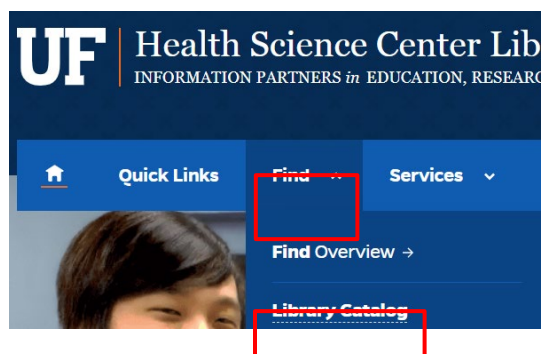 UF Health Science Center Lib
INFORMATION PARTNERS in EDUCATION, RESEARC
Quick Links Find Services
Find Overview →
Library Catalog